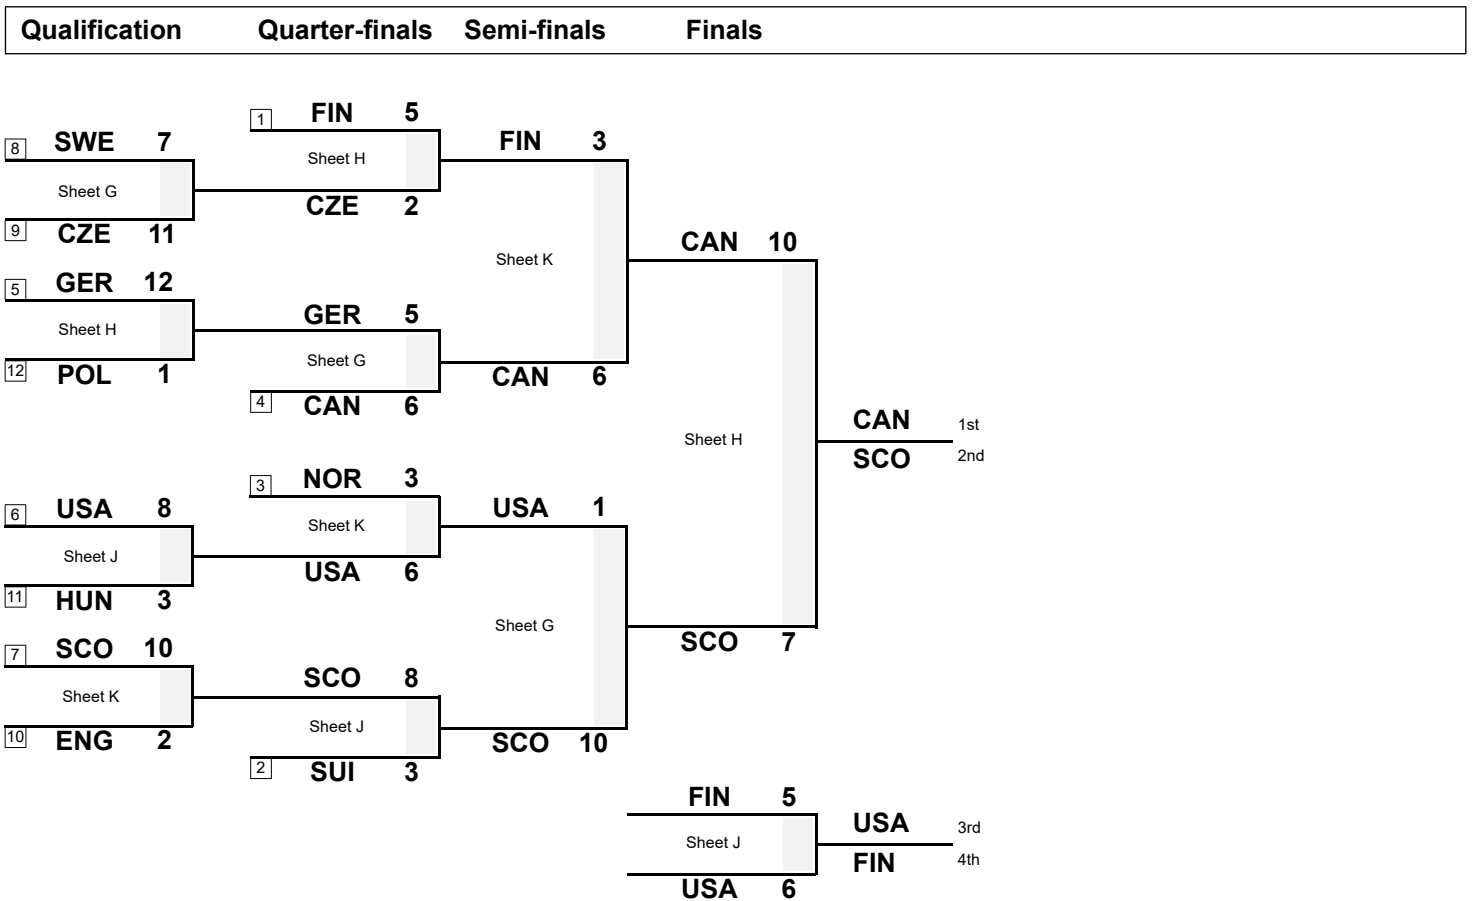 Qualification Quarter-finals Semi-finals Finals
1 FIN 5
8 SWE 7
FIN 3
Sheet H
Sheet G
CZE 2
9 CZE 11
CAN 10
Sheet K
5 GER 12
GER 5
Sheet H
Sheet G
12 POL 1
CAN 6
4 CAN 6
CAN 1st
Sheet H
SCO 2nd
3 NOR 3
6 USA 8
USA 1
Sheet K
Sheet J
USA 6
11 HUN 3
Sheet G
SCO 7
7 SCO 10
SCO 8
Sheet K
Sheet J
10 ENG 2
SCO 10
2 SUI 3
FIN 5
USA 3rd
Sheet J
FIN 4th
USA 6